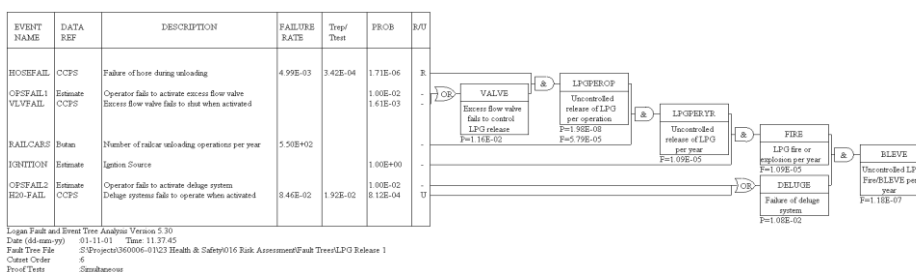 EVENT NAME DATA REF DESCRIPTION FAILURE RATE Trep/ Ttest PROB R/U
HOSEFAIL CCPS Failure of hose during unloading 4.99E-03 3.42E-04 1.71E-06 R
OPSFAIL1 Estimate Operator fails to activate excess flow valve 1.00E-02 -
VLVFAIL CCPS Excess flow valve fails to shut when activated 1.61E-03 -
RAILCARS Butan Number of railcar unloading operations per year 5.50E+02 -
IGNITION Estimate Igntion Source 1.00E+00 -
OPSFAIL2 Estimate Operator fails to activate deluge system 1.00E-02 -
H20-FAIL CCPS Deluge systems fails to operate when activated 8.46E-02 1.92E-02 8.12E-04 U
OR
VALVE
Excess flow valve
fails to control
LPG release
P=1.16E-02
&
LPGPEROP
Uncontrolled
release of LPG
per operation
P=1.98E-08
F=5.79E-05
&
LPGPERYR
Uncontrolled
release of LPG
per year
F=1.09E-05
&
FIRE
LPG fire or
explosion per year
F=1.09E-05
OR
DELUGE
Failure of deluge
system
P=1.08E-02
&
BLEVE
Uncontrolled LP
Fire/BLEVE per
year
F=1.18E-07
Logan Fault and Event Tree Analysis Version 5.30
Date (dd-mm-yy) :01-11-01 Time: 11.37.45
Fault Tree File :S:\Projects\360006-01\23 Health & Safety\016 Risk Assessment\Fault Trees\LPG Release 1
Cutset Order :6
Proof Tests :Simultaneous